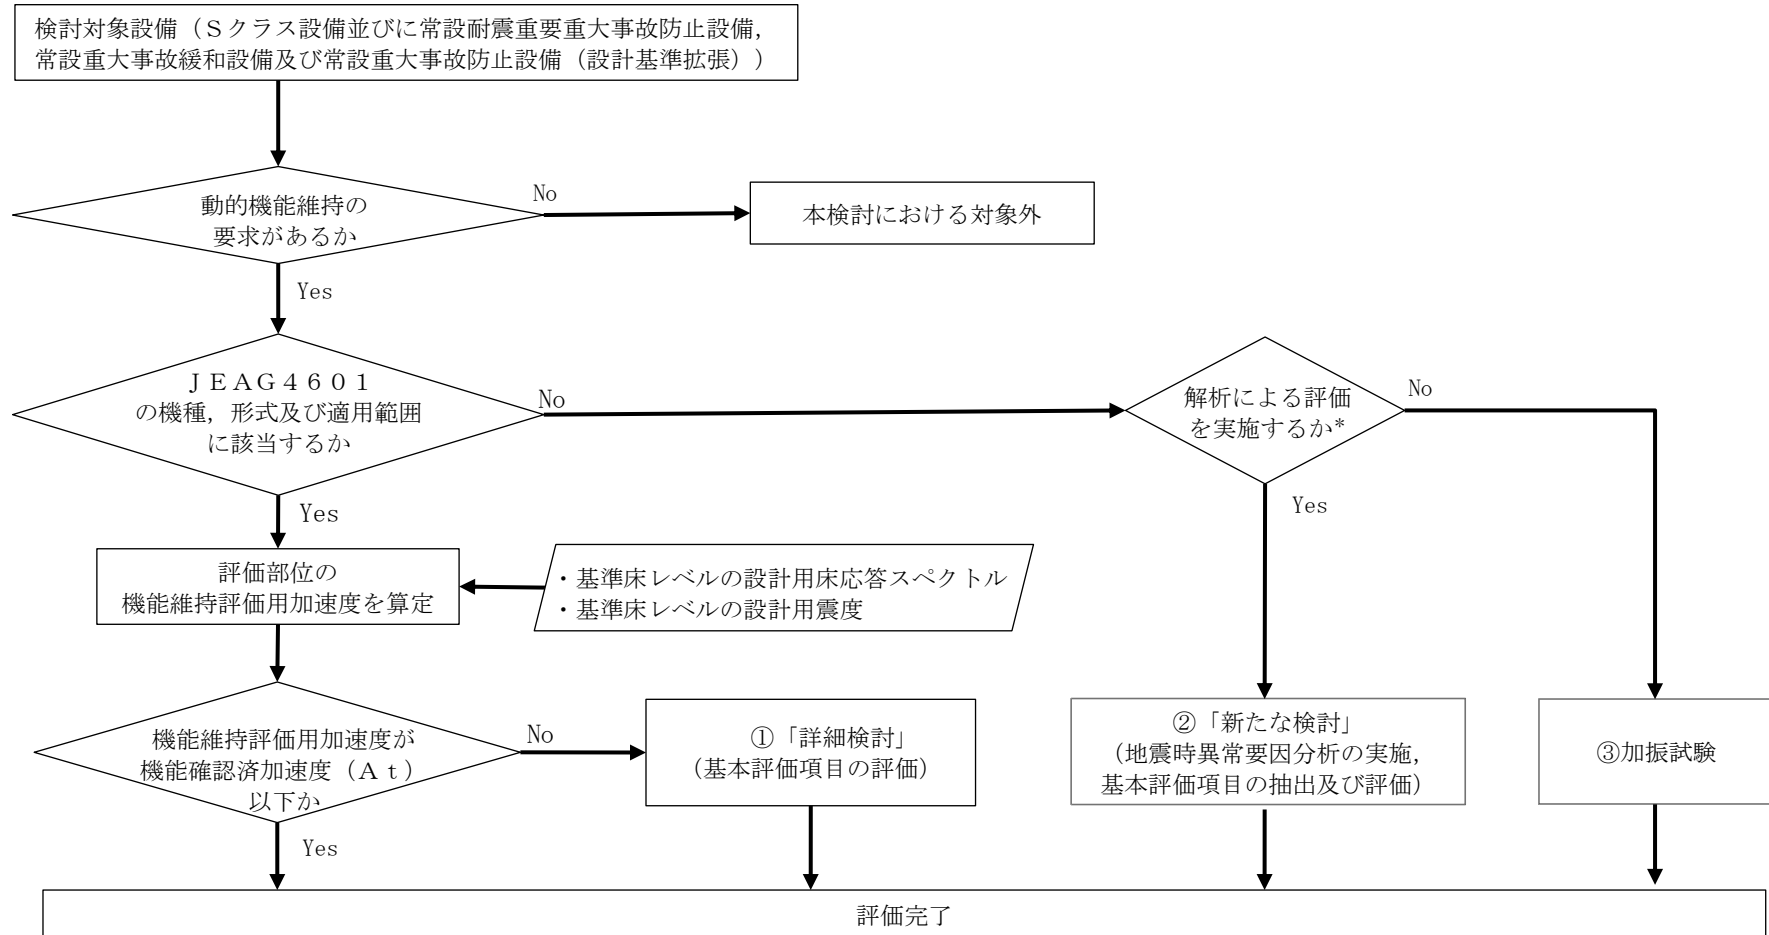 検討対象設備（Ｓクラス設備並びに常設耐震重要重大事故防止設備，
常設重大事故緩和設備及び常設重大事故防止設備（設計基準拡張））
動的機能維持の
要求があるか
No
本検討における対象外
Yes
ＪＥＡＧ４６０１
の機種，形式及び適用範囲
に該当するか
No
解析による評価
を実施するか*
No
Yes
Yes
評価部位の
機能維持評価用加速度を算定
・基準床レベルの設計用床応答スペクトル
・基準床レベルの設計用震度
機能維持評価用加速度が
機能確認済加速度（Ａｔ）
以下か
No
①「詳細検討」
（基本評価項目の評価）
②「新たな検討」
（地震時異常要因分析の実施，
基本評価項目の抽出及び評価）
③加振試験
Yes
評価完了